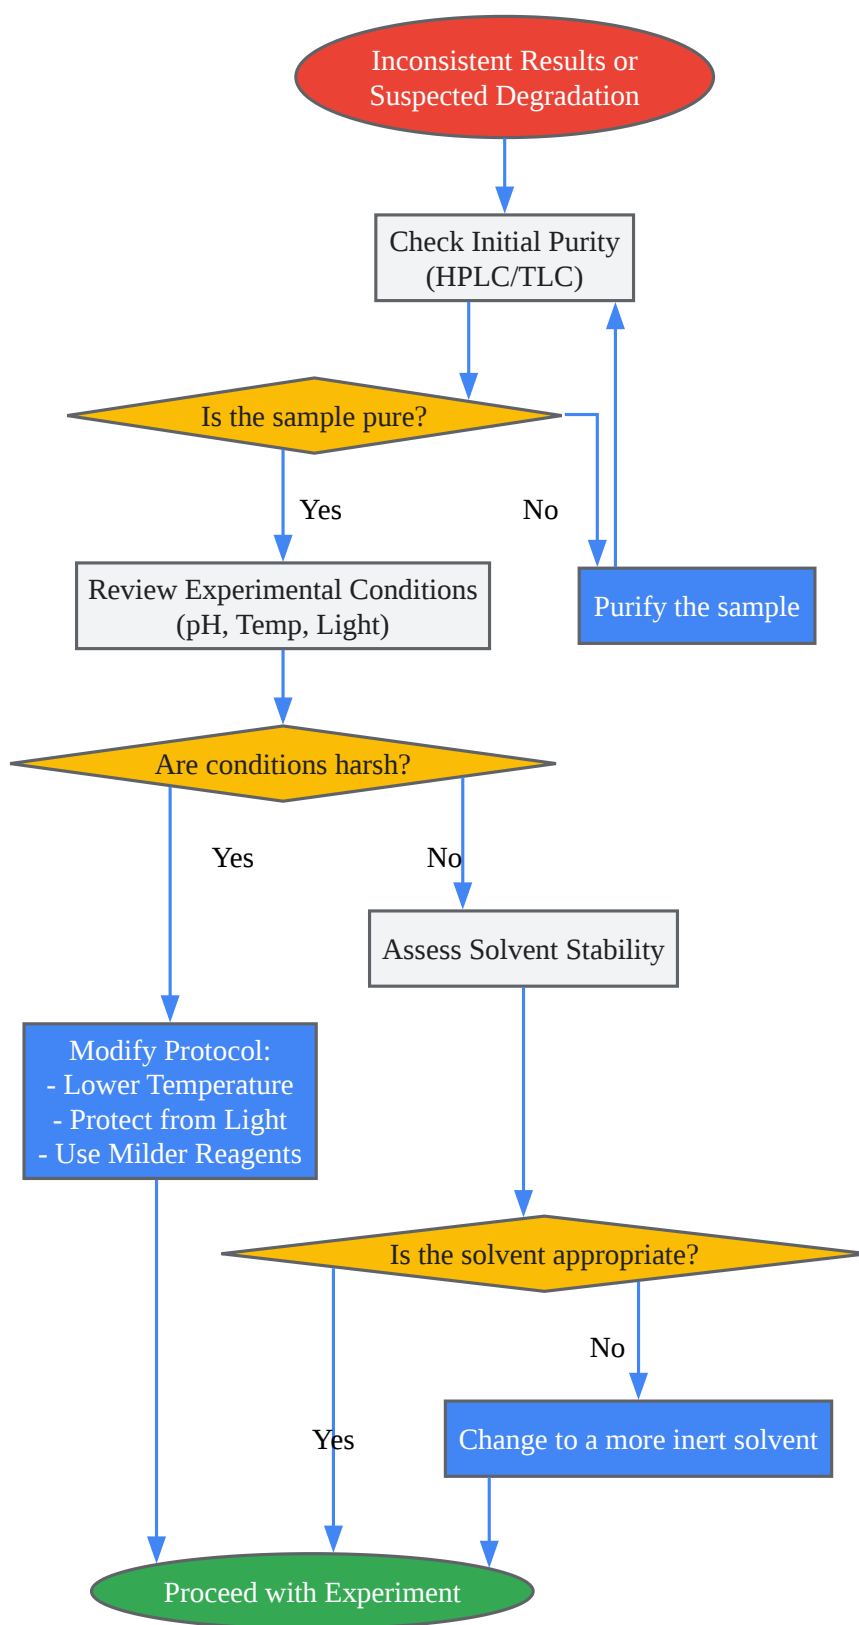 Inconsistent Results or
Suspected Degradation
Check Initial Purity
(HPLC/TLC)
Is the sample pure?
Yes
No
Review Experimental Conditions
(pH, Temp, Light)
Purify the sample
Are conditions harsh?
Yes
No
Assess Solvent Stability
Modify Protocol:
- Lower Temperature
- Protect from Light
- Use Milder Reagents
Is the solvent appropriate?
No
Yes
Change to a more inert solvent
Proceed with Experiment